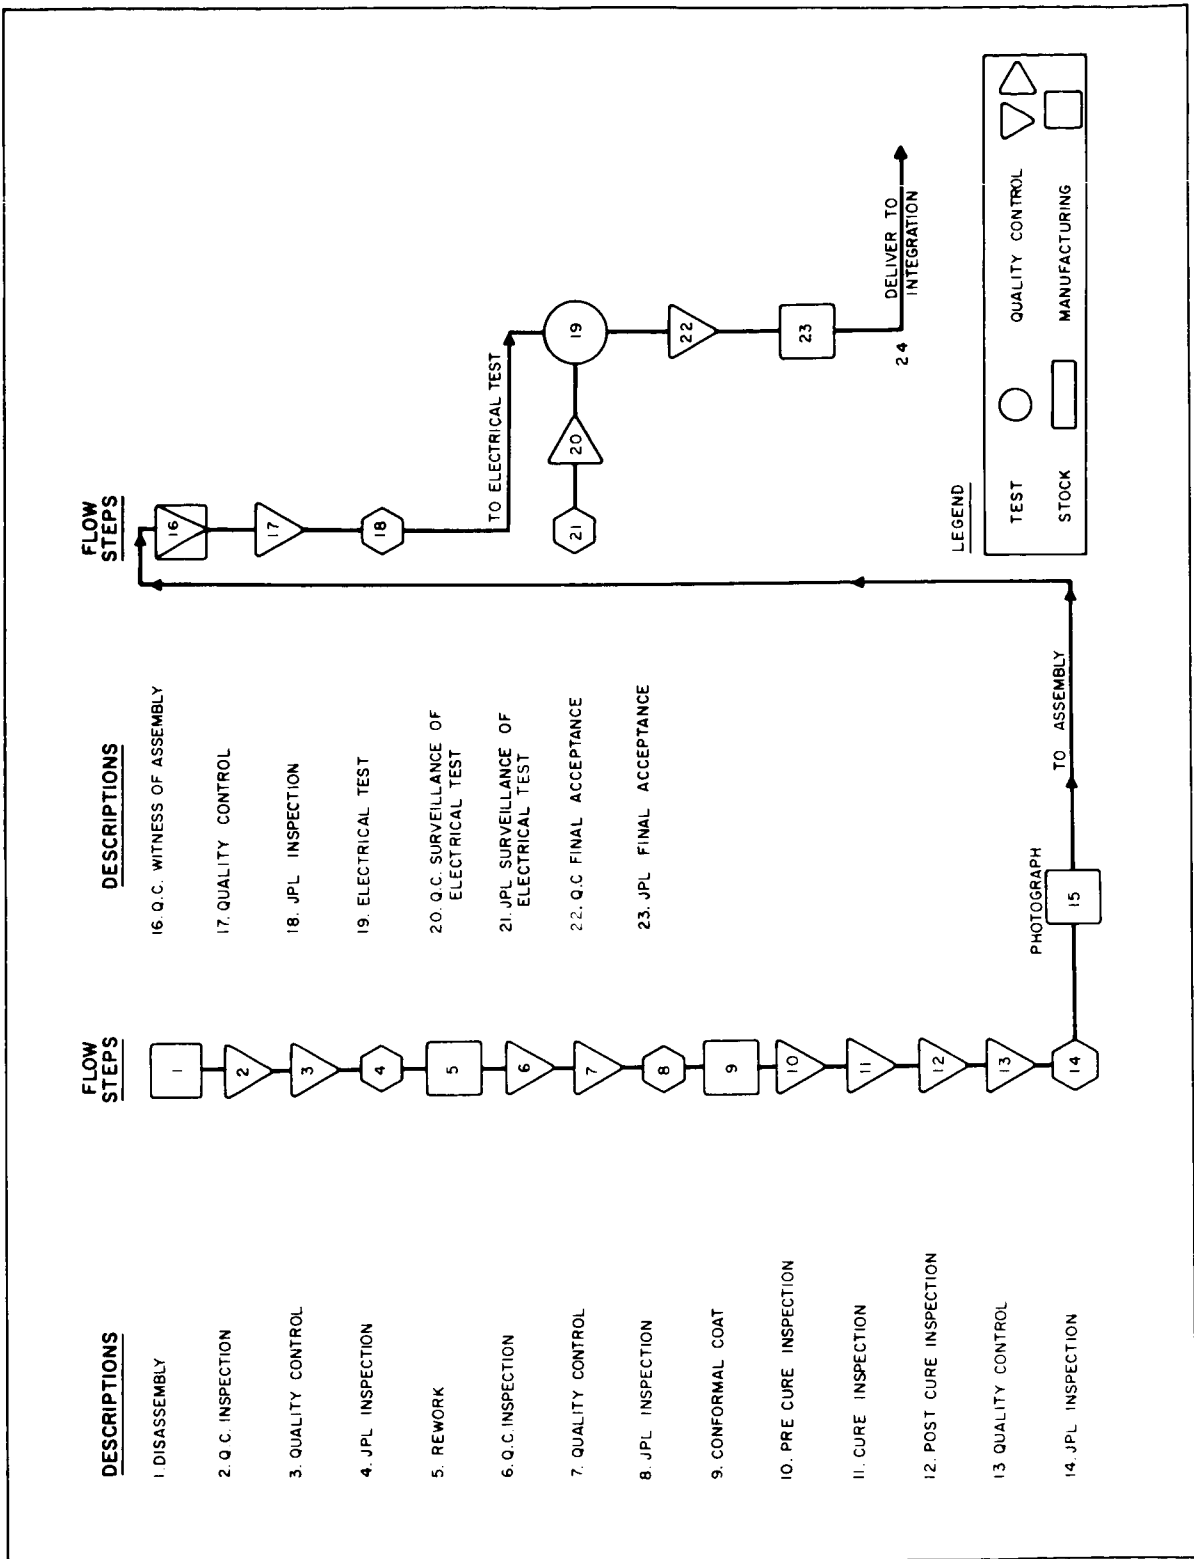 DESCRIPTIONS
1. DISASSEMBLY
2. Q C. INSPECTION
3. QUALITY CONTROL
4. JPL INSPECTION
5. REWORK
6. Q.C. INSPECTION
7. QUALITY CONTROL
8. JPL INSPECTION
9. CONFORMAL COAT
10. PRE CURE INSPECTION
11. CURE INSPECTION
12. POST CURE INSPECTION
13 QUALITY CONTROL
14. JPL INSPECTION
FLOW
STEPS
1
2
3
4
5
6
7
8
9
10
11
12
13
14
PHOTOGRAPH
15
TO ASSEMBLY
DESCRIPTIONS
16. Q.C. WITNESS OF ASSEMBLY
17. QUALITY CONTROL
18. JPL INSPECTION
19. ELECTRICAL TEST
20. Q.C. SURVEILLANCE OF
ELECTRICAL TEST
21. JPL SURVEILLANCE OF
ELECTRICAL TEST
22. Q.C FINAL ACCEPTANCE
23. JPL FINAL ACCEPTANCE
FLOW
STEPS
16
17
18
TO ELECTRICAL TEST
21
20
19
22
23
24
DELIVER TO
INTEGRATION
LEGEND
TEST
QUALITY CONTROL
STOCK
MANUFACTURING